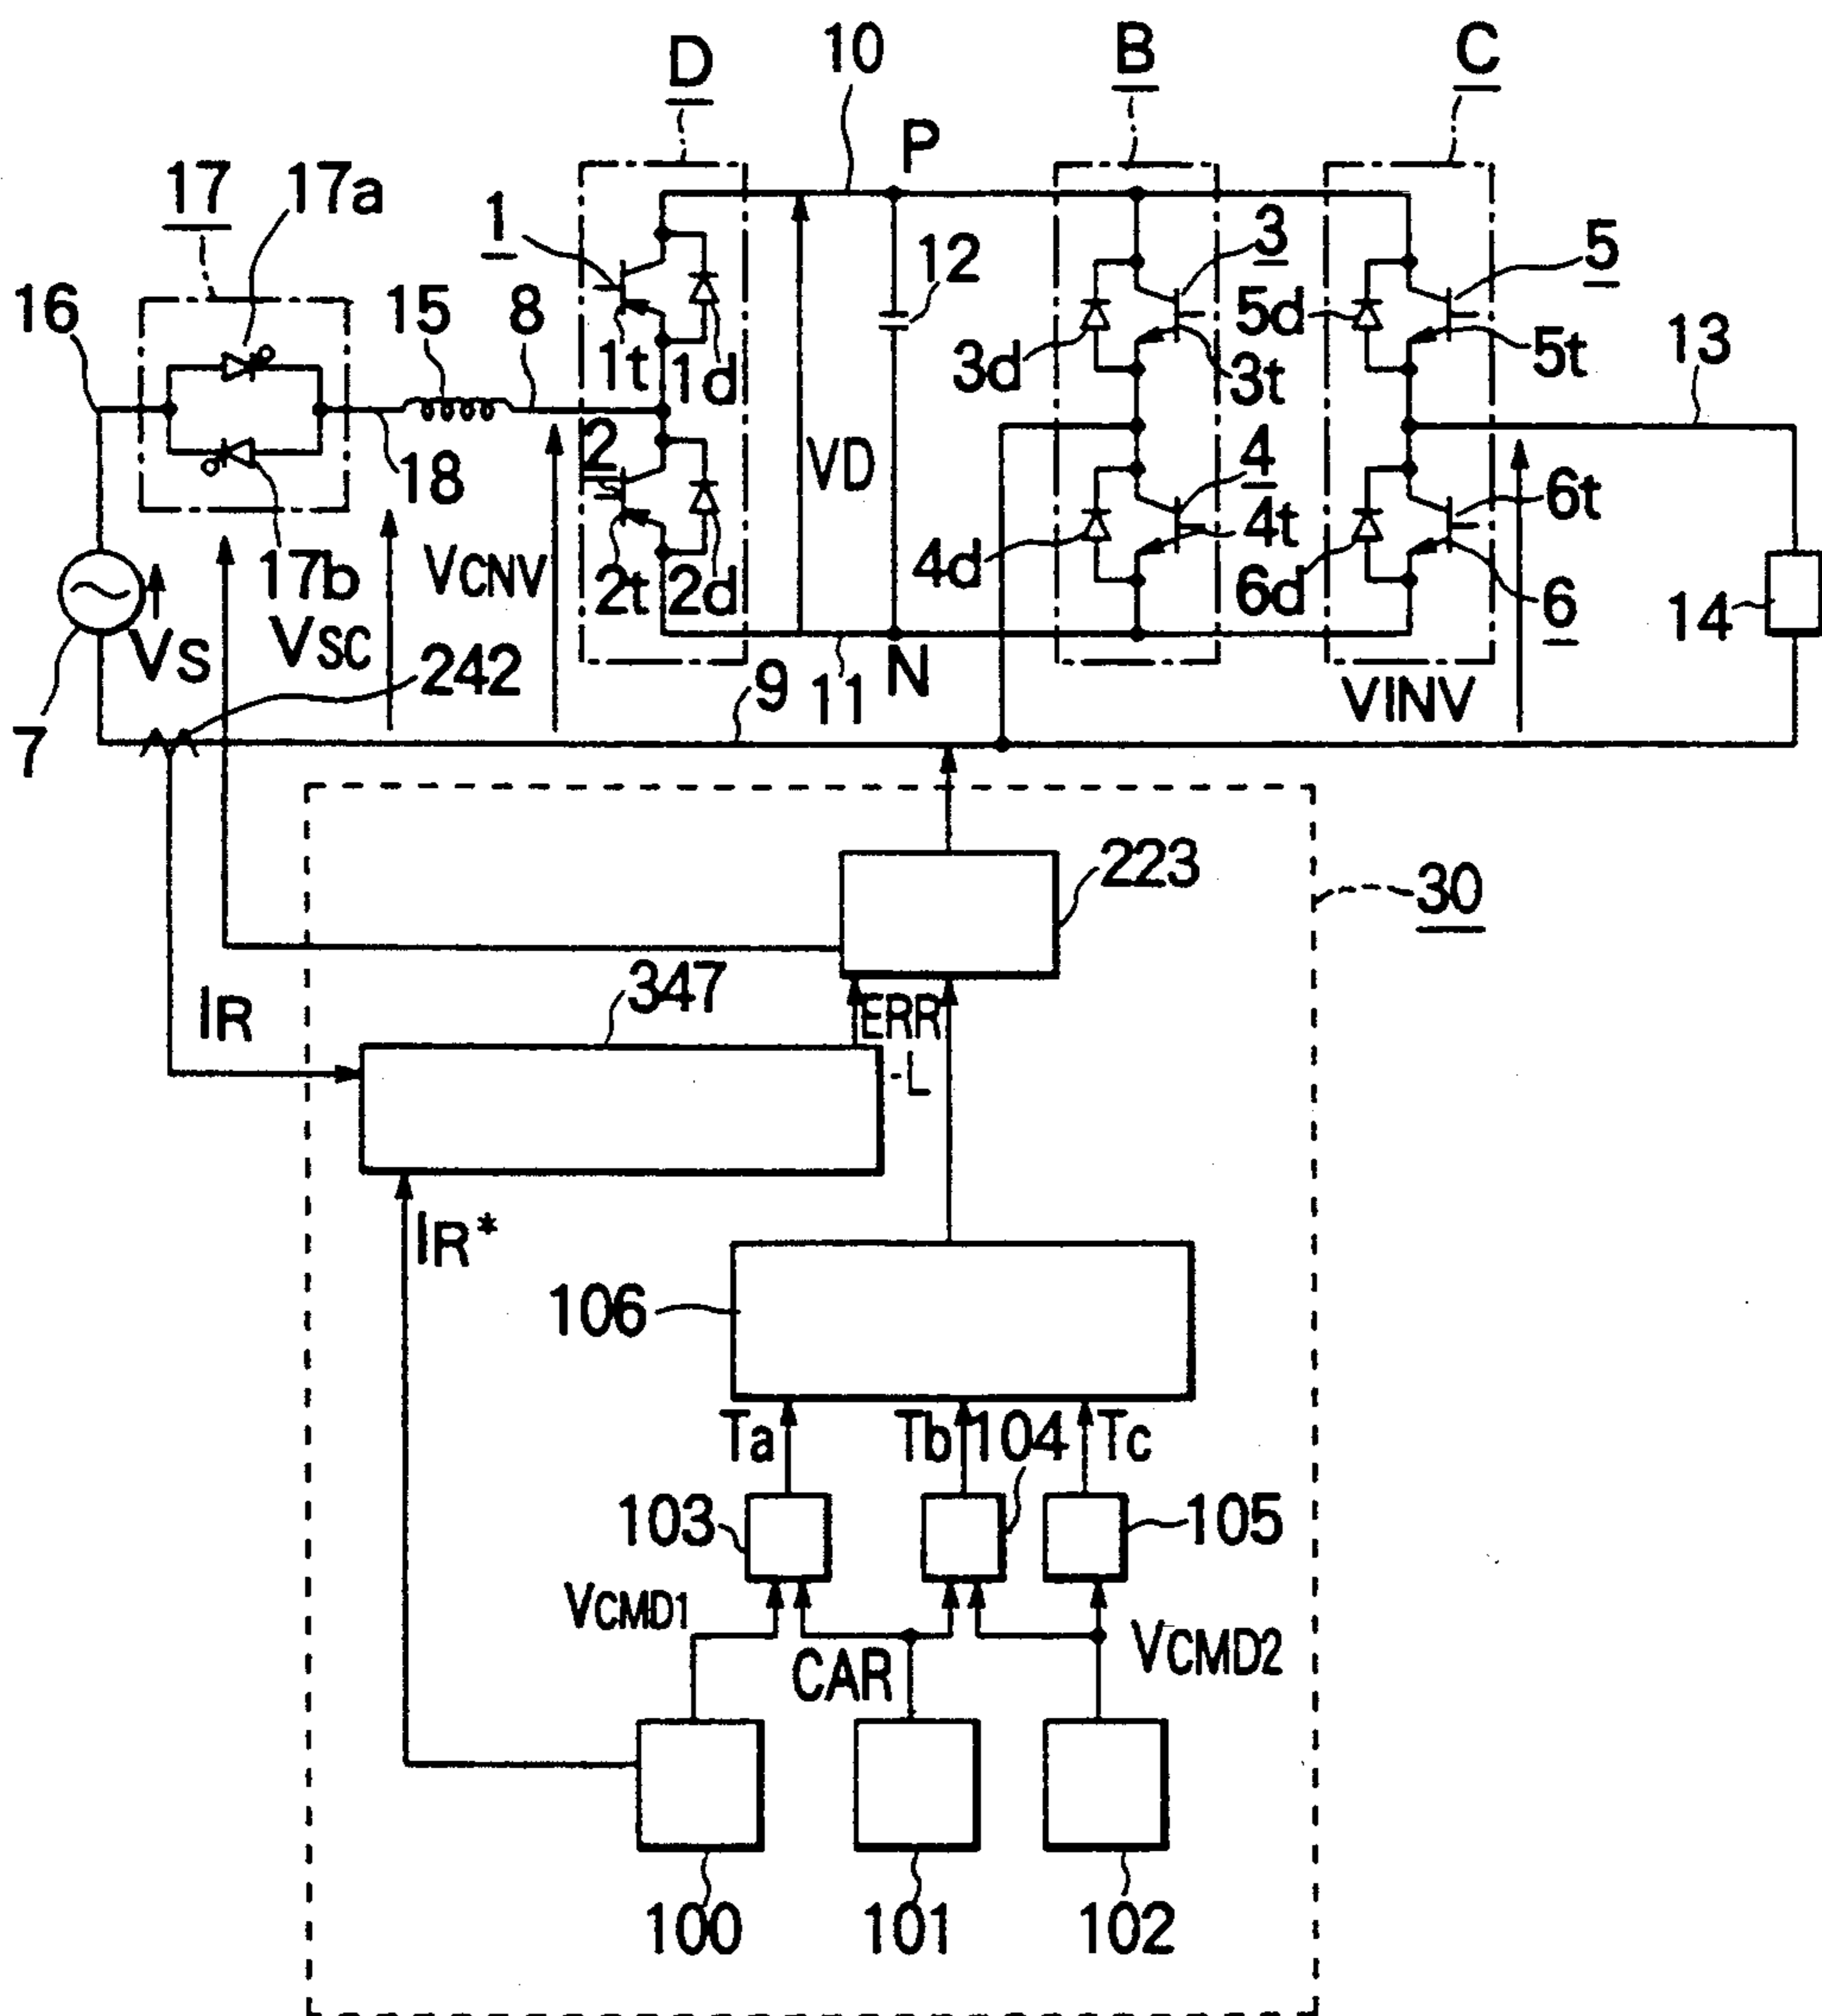 D 10 B C
P
17 17a 1 3 5
12
16 15 8 5d
1t 1d 3d 3t 5t 13
2 4
18 VD 6t
VCNV 4t
17b 2t 2d 4d 6d 6 14
VS VSC 242
7 9 11 N VINV
223
30
347
IR ERR
-L
IR*
106
Ta Tb 104 Tc
103 105
VCMD1
CAR VCMD2
100 101 102